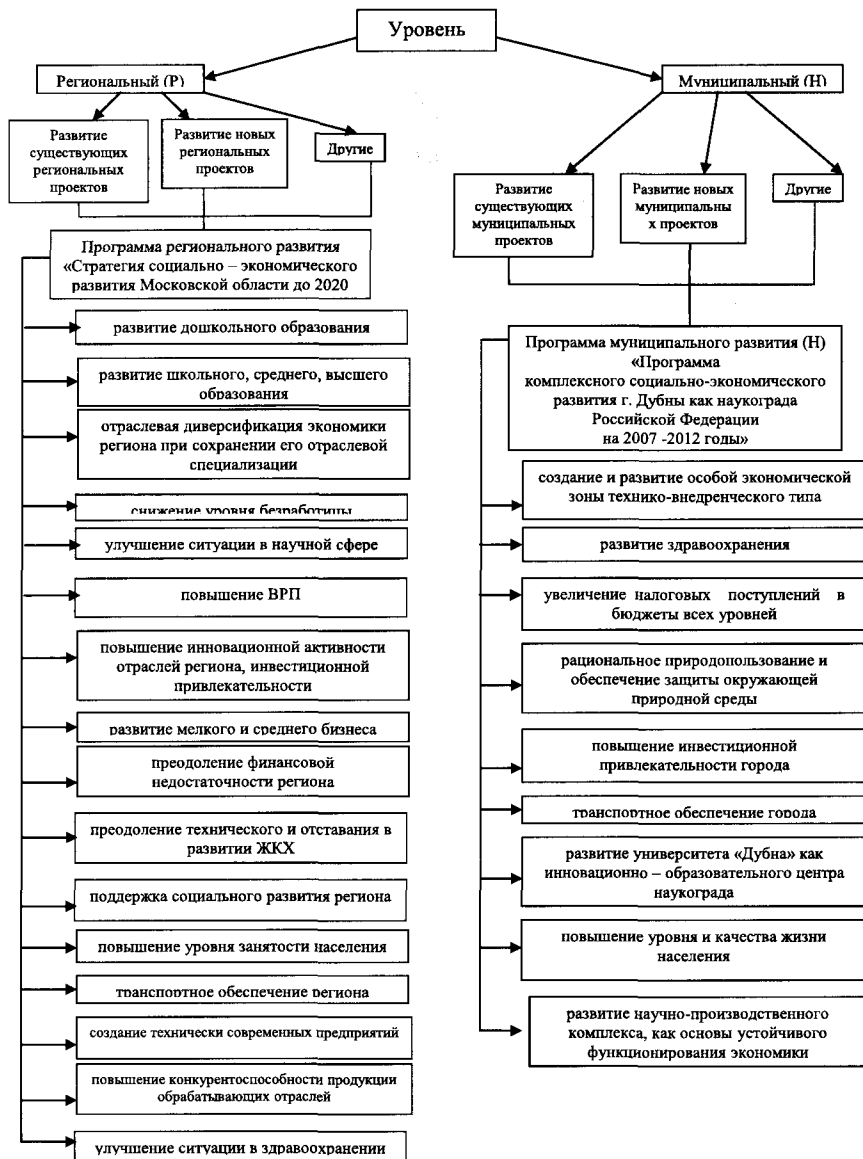 Уровень
Региональный (Р)
Развитие
существующих
региональных
проектов
Развитие новых
региональных
проектов
Другие
Программа регионального развития
«Стратегия социально – экономического
развития Московской области до 2020
развитие дошкольного образования
развитие школьного, среднего, высшего
образования
отраслевая диверсификация экономики
региона при сохранении его отраслевой
специализации
снижение уровня безработицы
улучшение ситуации в научной сфере
повышение ВРП
повышение инновационной активности
отраслей региона, инвестиционной
привлекательности
развитие мелкого и среднего бизнеса
преодоление финансовой
недостаточности региона
преодоление технического и отставания в
развитии ЖКХ
поддержка социального развития региона
повышение уровня занятости населения
транспортное обеспечение региона
создание технически современных предприятий
повышение конкурентоспособности продукции
обрабатывающих отраслей
улучшение ситуации в здравоохранении
Муниципальный (Н)
Развитие
существующих
муниципальных
проектов
Развитие новых
муниципальны
х проектов
Другие
Программа муниципального развития (Н)
«Программа
комплексного социально-экономического
развития г. Дубны как наукограда
Российской Федерации
на 2007 -2012 годы»
создание и развитие особой экономической
зоны технико-внедренческого типа
развитие здравоохранения
увеличение налоговых поступлений в
бюджеты всех уровней
рациональное природопользование и
обеспечение защиты окружающей
природной среды
повышение инвестиционной
привлекательности города
транспортное обеспечение города
развитие университета «Дубна» как
инновационно – образовательного центра
наукограда
повышение уровня и качества жизни
населения
развитие научно-производственного
комплекса, как основы устойчивого
функционирования экономики